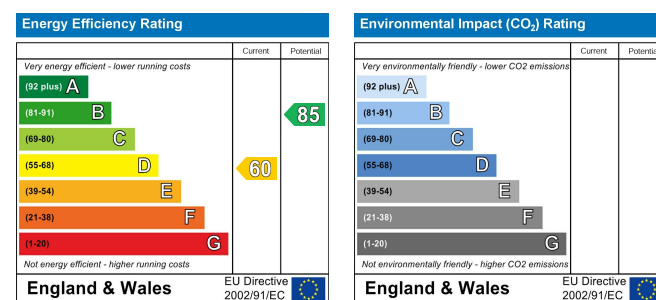 Energy Efficiency Rating
Current Potential
Very energy efficient - lower running costs
(92 plus) A
(81-91) B
85
(69-80) C
(55-68) D
60
(39-54) E
(21-38) F
(1-20) G
Not energy efficient - higher running costs
England & Wales
EU Directive
2002/91/EC
Environmental Impact (CO₂) Rating
Current Potentia
Very environmentally friendly - lower CO2 emissions
(92 plus) A
(81-91) B
(69-80) C
(55-68) D
(39-54) E
(21-38) F
(1-20) G
Not environmentally friendly - higher CO2 emissions
England & Wales
EU Directive
2002/91/EC